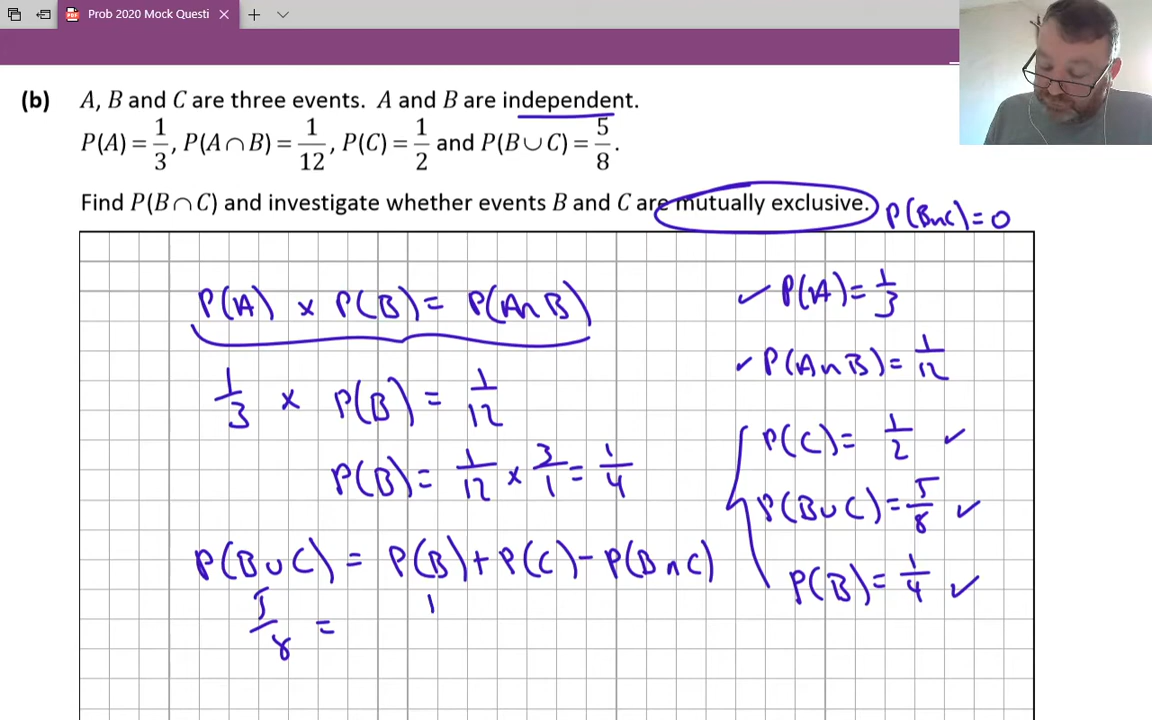 Prob 2020 Mock Questi
(b) A, B and C are three events. A and B are independent.
P(A) = 1/3, P(A∩B) = 1/12, P(C) = 1/2 and P(B∪C) = 5/8.
Find P(B∩C) and investigate whether events B and C are mutually exclusive. P(B∩C) = 0
P(A) × P(B) = P(A∩B)
1/3 × P(B) = 1/12
P(B) = 1/12 × 3/1 = 1/4
P(B∪C) = P(B) + P(C) - P(B∩C)
5/8 = 1
✓ P(A) = 1/3
✓ P(A∩B) = 1/12
P(C) = 1/2 ✓
P(B∪C) = 5/8 ✓
P(B) = 1/4 ✓